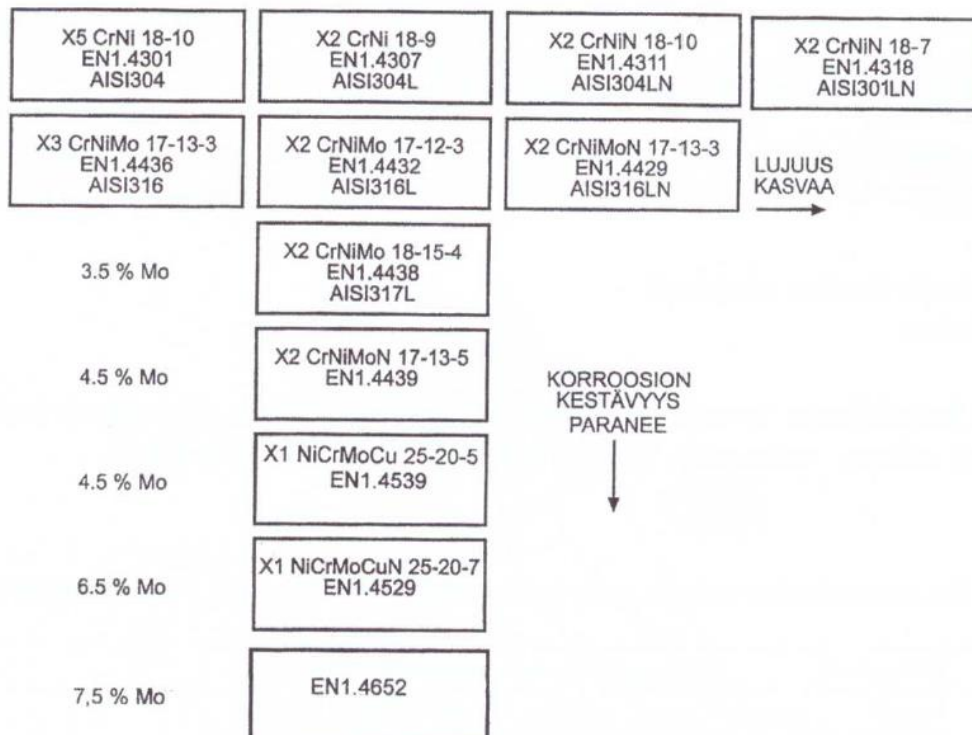 X5 CrNi 18-10
EN1.4301
AISI304
X2 CrNi 18-9
EN1.4307
AISI304L
X2 CrNiN 18-10
EN1.4311
AISI304LN
X2 CrNiN 18-7
EN1.4318
AISI301LN
X3 CrNiMo 17-13-3
EN1.4436
AISI316
X2 CrNiMo 17-12-3
EN1.4432
AISI316L
X2 CrNiMoN 17-13-3
EN1.4429
AISI316LN
LUJUUS
KASVAA
3.5 % Mo
X2 CrNiMo 18-15-4
EN1.4438
AISI317L
4.5 % Mo
X2 CrNiMoN 17-13-5
EN1.4439
KORROOSION
KESTÄVYYS
PARANEE
4.5 % Mo
X1 NiCrMoCu 25-20-5
EN1.4539
6.5 % Mo
X1 NiCrMoCuN 25-20-7
EN1.4529
7,5 % Mo
EN1.4652